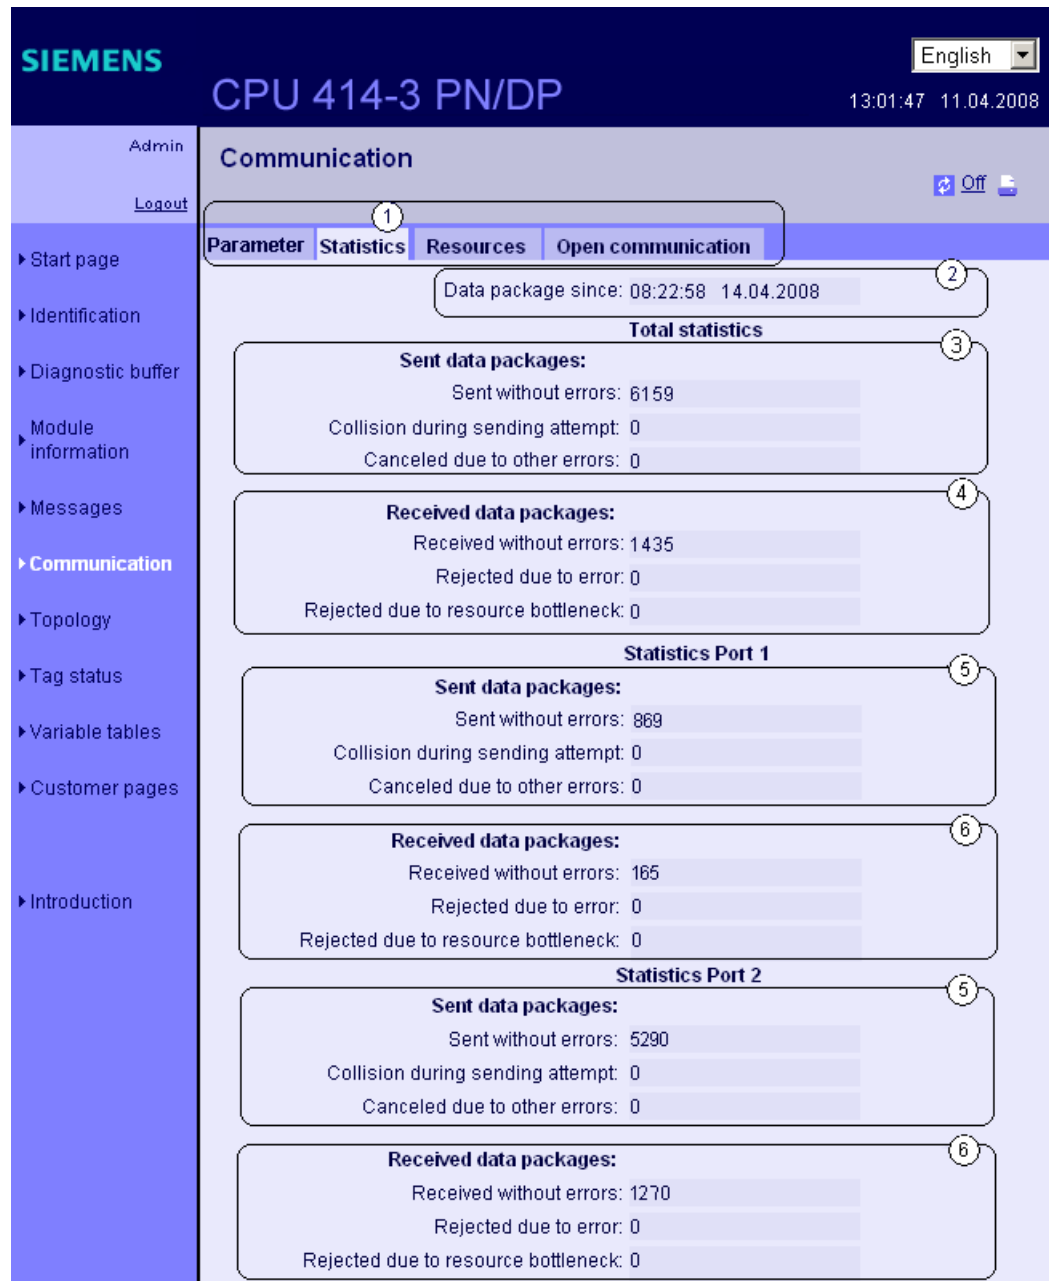 SIEMENS
English
CPU 414-3 PN/DP
13:01:47 11.04.2008
Admin
Logout
Communication
Off
1
Parameter Statistics Resources Open communication
Start page
Identification
Diagnostic buffer
Module
information
Messages
Communication
Topology
Tag status
Variable tables
Customer pages
Introduction
2
Data package since: 08:22:58 14.04.2008
Total statistics
3
Sent data packages:
Sent without errors: 6159
Collision during sending attempt: 0
Canceled due to other errors: 0
4
Received data packages:
Received without errors: 1435
Rejected due to error: 0
Rejected due to resource bottleneck: 0
Statistics Port 1
5
Sent data packages:
Sent without errors: 869
Collision during sending attempt: 0
Canceled due to other errors: 0
6
Received data packages:
Received without errors: 165
Rejected due to error: 0
Rejected due to resource bottleneck: 0
Statistics Port 2
5
Sent data packages:
Sent without errors: 5290
Collision during sending attempt: 0
Canceled due to other errors: 0
6
Received data packages:
Received without errors: 1270
Rejected due to error: 0
Rejected due to resource bottleneck: 0